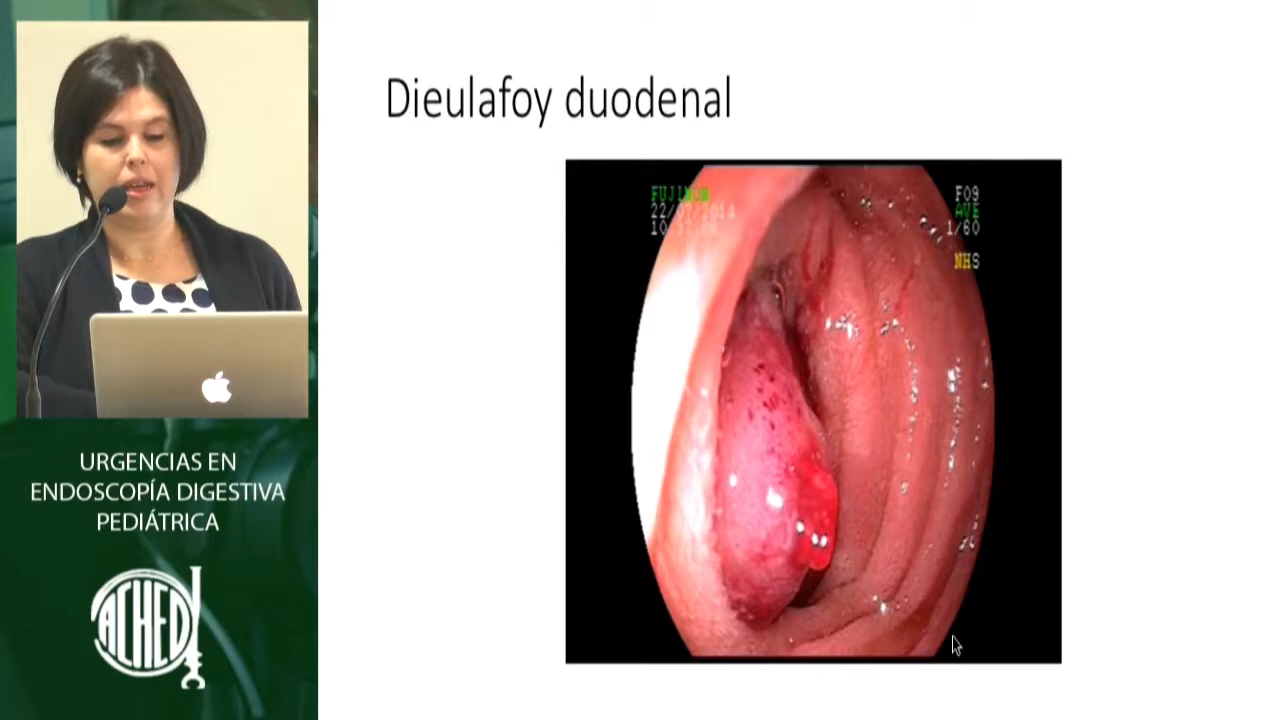 Dieulafoy duodenal
FUJINON
F09
AVE
1/60
NHS
URGENCIAS EN
ENDOSCOPÍA DIGESTIVA
PEDIÁTRICA
ACHED